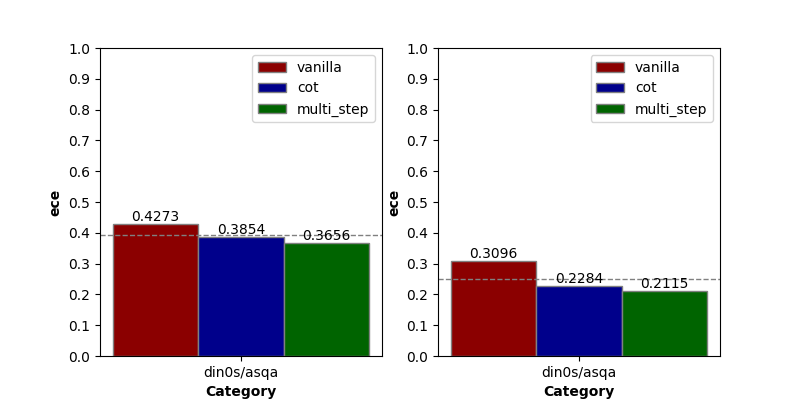 1.0
0.9
0.8
0.7
0.6
0.5
0.4
0.3
0.2
0.1
0.0
ece
vanilla
cot
multi_step
0.4273
0.3854
0.3656
din0s/asqa
Category
1.0
0.9
0.8
0.7
0.6
0.5
0.4
0.3
0.2
0.1
0.0
ece
vanilla
cot
multi_step
0.3096
0.2284
0.2115
din0s/asqa
Category